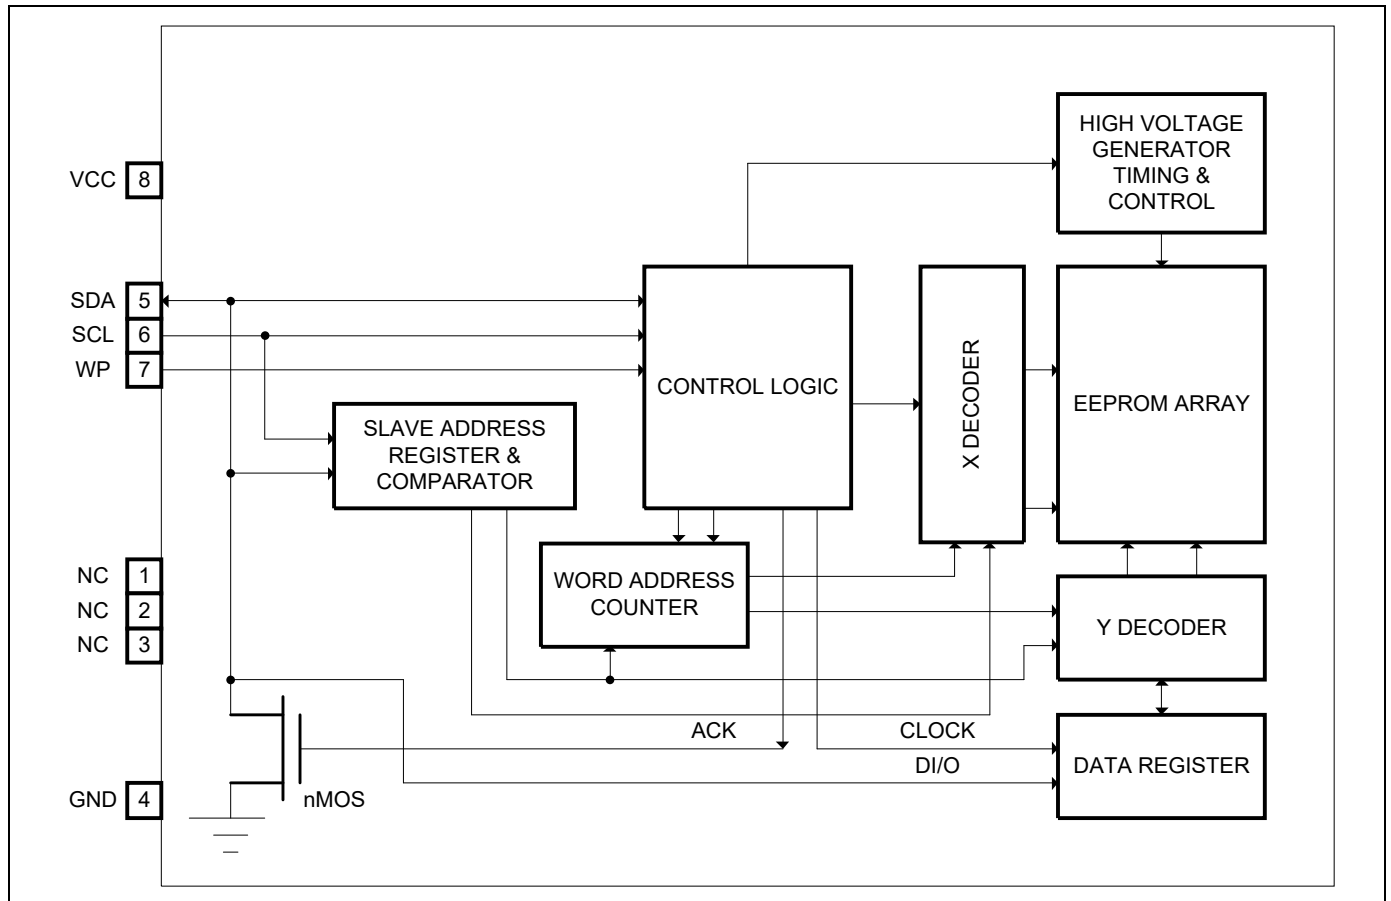 HIGH VOLTAGE
GENERATOR
TIMING &
CONTROL
VCC 8
SDA 5
SCL 6
WP 7
CONTROL LOGIC
X DECODER
EEPROM ARRAY
SLAVE ADDRESS
REGISTER &
COMPARATOR
NC 1
NC 2
NC 3
WORD ADDRESS
COUNTER
Y DECODER
ACK
CLOCK
DI/O
DATA REGISTER
GND 4
nMOS